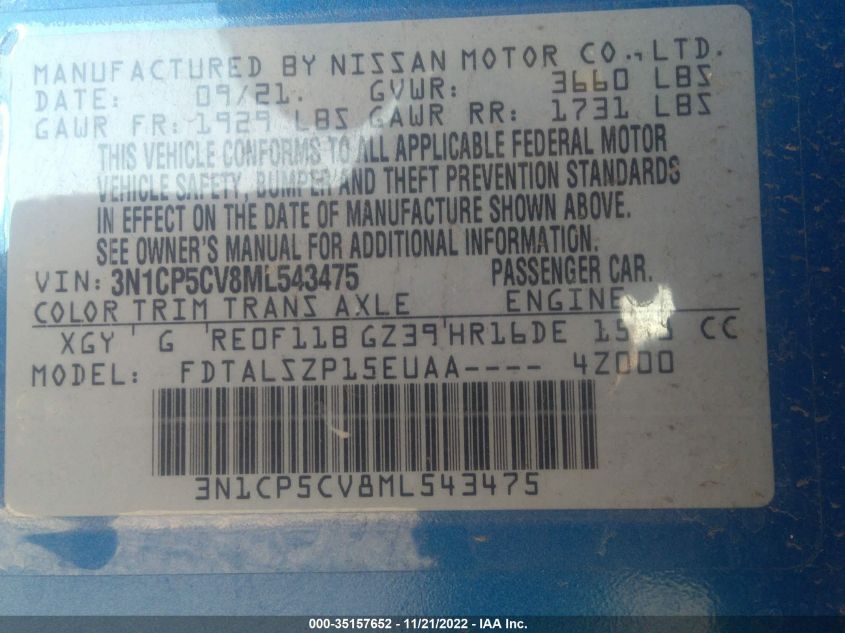 MANUFACTURED BY NISSAN MOTOR CO., LTD.
DATE: 09/21. GVWR: 3660 LBS
GAWR FR: 1929 LBS GAWR RR: 1731 LBS
THIS VEHICLE CONFORMS TO ALL APPLICABLE FEDERAL MOTOR
VEHICLE SAFETY, BUMPER AND THEFT PREVENTION STANDARDS
IN EFFECT ON THE DATE OF MANUFACTURE SHOWN ABOVE.
SEE OWNER'S MANUAL FOR ADDITIONAL INFORMATION.
VIN: 3N1CP5CV8ML543475 PASSENGER CAR.
COLOR TRIM TRANS AXLE ENGINE
XGY G RE0F11B GZ39 HR16DE CC
MODEL: FDTALSZP15EUAA---- 4Z000
3N1CP5CV8ML543475
000-35157652 - 11/21/2022 - IAA Inc.